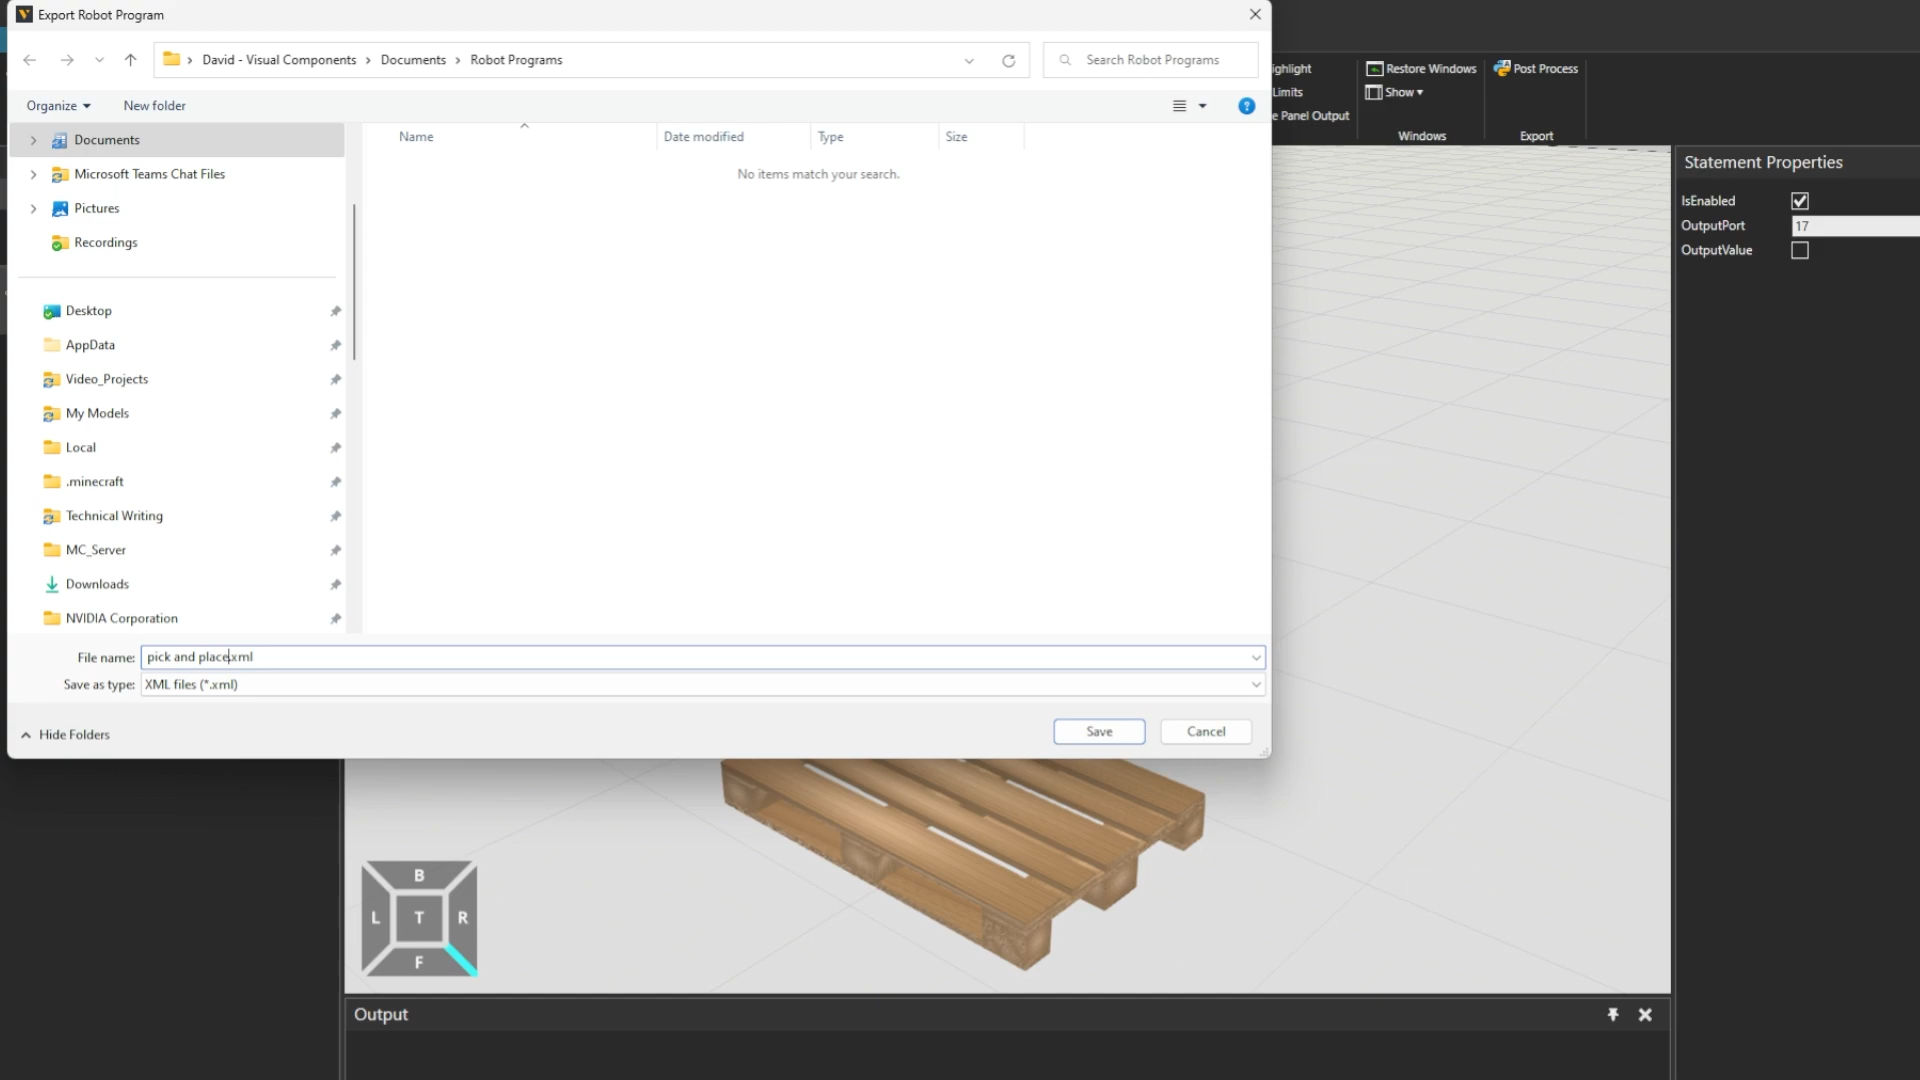 Export Robot Program
David - Visual Components > Documents > Robot Programs
Search Robot Programs
Organize
New folder
Documents
Microsoft Teams Chat Files
Pictures
Recordings
Desktop
AppData
Video_Projects
My Models
Local
.minecraft
Technical Writing
MC_Server
Downloads
NVIDIA Corporation
Name
Date modified
Type
Size
No items match your search.
File name: pick and place.xml
Save as type: XML files (*.xml)
Hide Folders
Save
Cancel
ighlight
Limits
e Panel Output
Restore Windows
Show
Windows
Post Process
Export
Statement Properties
IsEnabled
OutputPort 17
OutputValue
B
L T R
F
Output